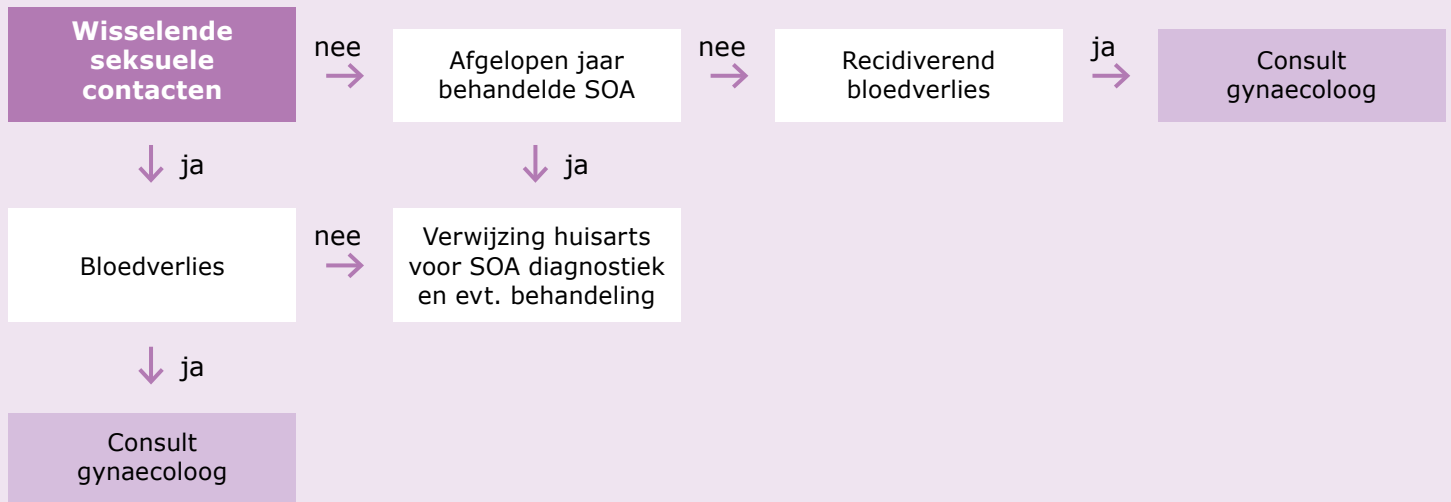 Wisselende
seksuele
contacten
nee
Afgelopen jaar
behandelde SOA
nee
Recidiverend
bloedverlies
ja
Consult
gynaecoloog
ja
ja
Bloedverlies
nee
Verwijzing huisarts
voor SOA diagnostiek
en evt. behandeling
ja
Consult
gynaecoloog